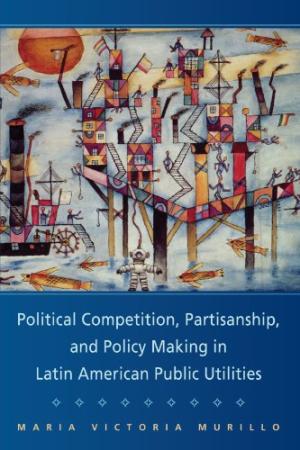 Political Competition, Partisanship,
and Policy Making in
Latin American Public Utilities
MARIA VICTORIA MURILLO